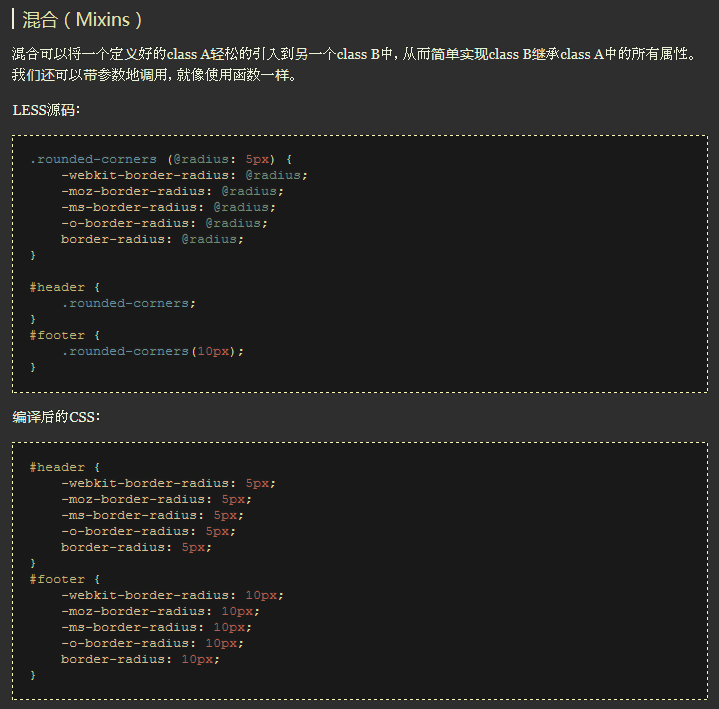 混合（Mixins）
混合可以将一个定义好的class A轻松的引入到另一个class B中, 从而简单实现class B继承class A中的所有属性。
我们还可以带参数地调用, 就像使用函数一样。
LESS源码:
.rounded-corners (@radius: 5px) {
    -webkit-border-radius: @radius;
    -moz-border-radius: @radius;
    -ms-border-radius: @radius;
    -o-border-radius: @radius;
    border-radius: @radius;
}
#header {
    .rounded-corners;
}
#footer {
    .rounded-corners(10px);
}
编译后的CSS:
#header {
    -webkit-border-radius: 5px;
    -moz-border-radius: 5px;
    -ms-border-radius: 5px;
    -o-border-radius: 5px;
    border-radius: 5px;
}
#footer {
    -webkit-border-radius: 10px;
    -moz-border-radius: 10px;
    -ms-border-radius: 10px;
    -o-border-radius: 10px;
    border-radius: 10px;
}